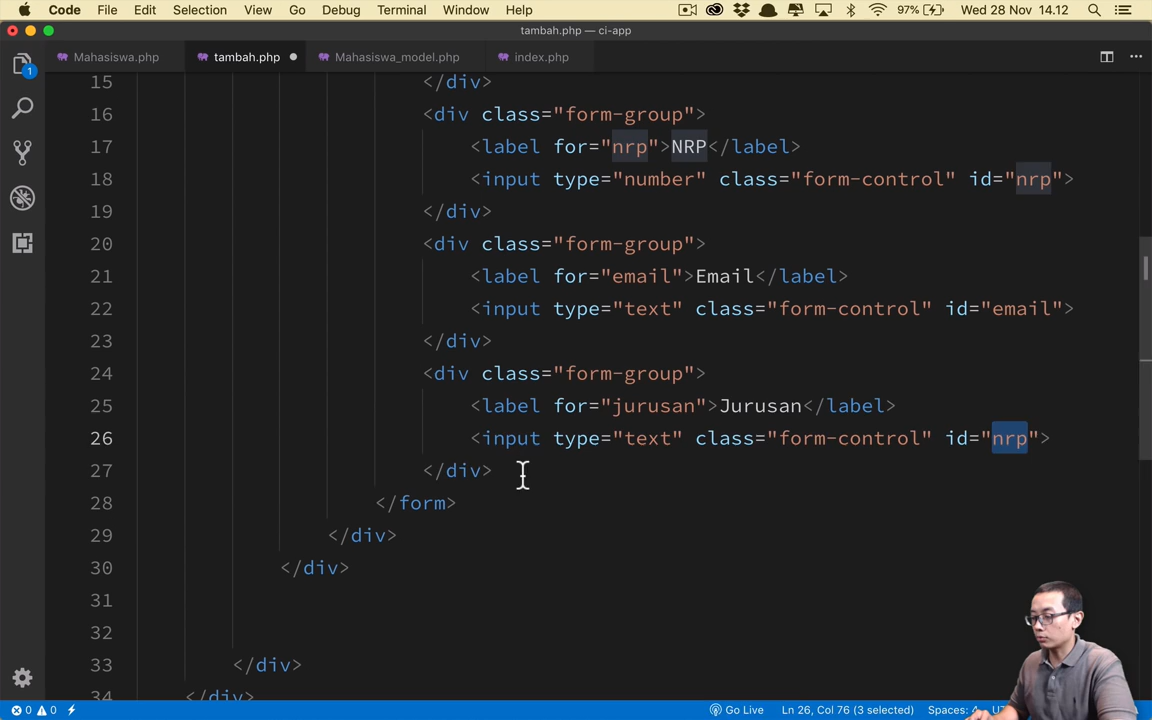 Code File Edit Selection View Go Debug Terminal Window Help 97% Wed 28 Nov 14.12
tambah.php — ci-app
Mahasiswa.php tambah.php Mahasiswa_model.php index.php
1
15 </div>
16 <div class="form-group">
17 <label for="nrp">NRP</label>
18 <input type="number" class="form-control" id="nrp">
19 </div>
20 <div class="form-group">
21 <label for="email">Email</label>
22 <input type="text" class="form-control" id="email">
23 </div>
24 <div class="form-group">
25 <label for="jurusan">Jurusan</label>
26 <input type="text" class="form-control" id="nrp">
27 </div>
28 </form>
29 </div>
30 </div>
31
32
33 </div>
34 </div>
0 0 Go Live Ln 26, Col 76 (3 selected) Spaces: